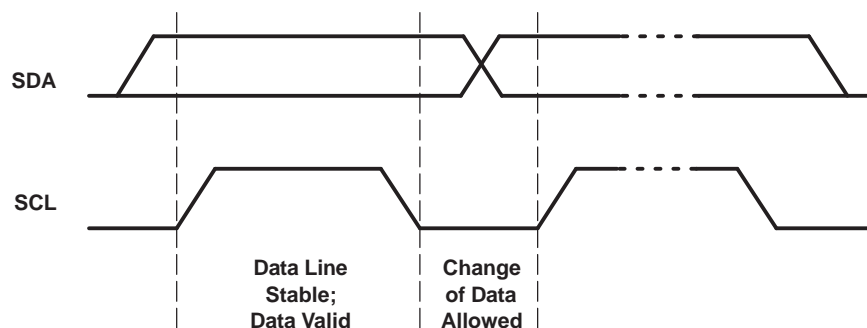 SDA
SCL
Data Line
Stable;
Data Valid
Change
of Data
Allowed